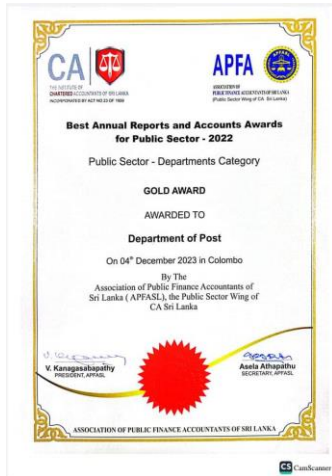 CA
THE INSTITUTE OF
CHARTERED ACCOUNTANTS OF SRI LANKA
INCORPORATED BY ACT NO.23 OF 1959
APFA
ASSOCIATION OF
PUBLIC FINANCE ACCOUNTANTS OF SRI LANKA
(Public Sector Wing of CA Sri Lanka)
Best Annual Reports and Accounts Awards
for Public Sector - 2022
Public Sector - Departments Category
GOLD AWARD
AWARDED TO
Department of Post
On 04th December 2023 in Colombo
By The
Association of Public Finance Accountants of
Sri Lanka ( APFASL), the Public Sector Wing of
CA Sri Lanka
V. Kanagasabapathy
PRESIDENT, APFASL
Asela Athapathu
SECRETARY, APFASL
ASSOCIATION OF PUBLIC FINANCE ACCOUNTANTS OF SRI LANKA
CS CamScanner